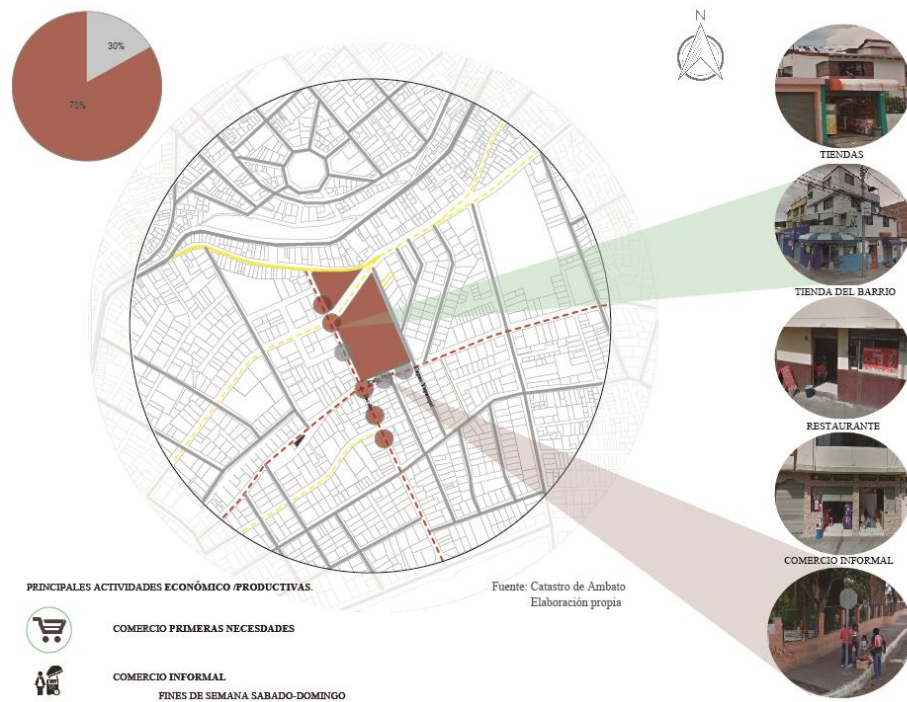 30%
70%
N
TIENDAS
TIENDA DEL BARRIO
RESTAURANTE
COMERCIO INFORMAL
PRINCIPALES ACTIVIDADES ECONÓMICO /PRODUCTIVAS.
Fuente: Catastro de Ambato
Elaboración propia
COMERCIO PRIMERAS NECESDADES
COMERCIO INFORMAL
FINES DE SEMANA SABADO-DOMINGO